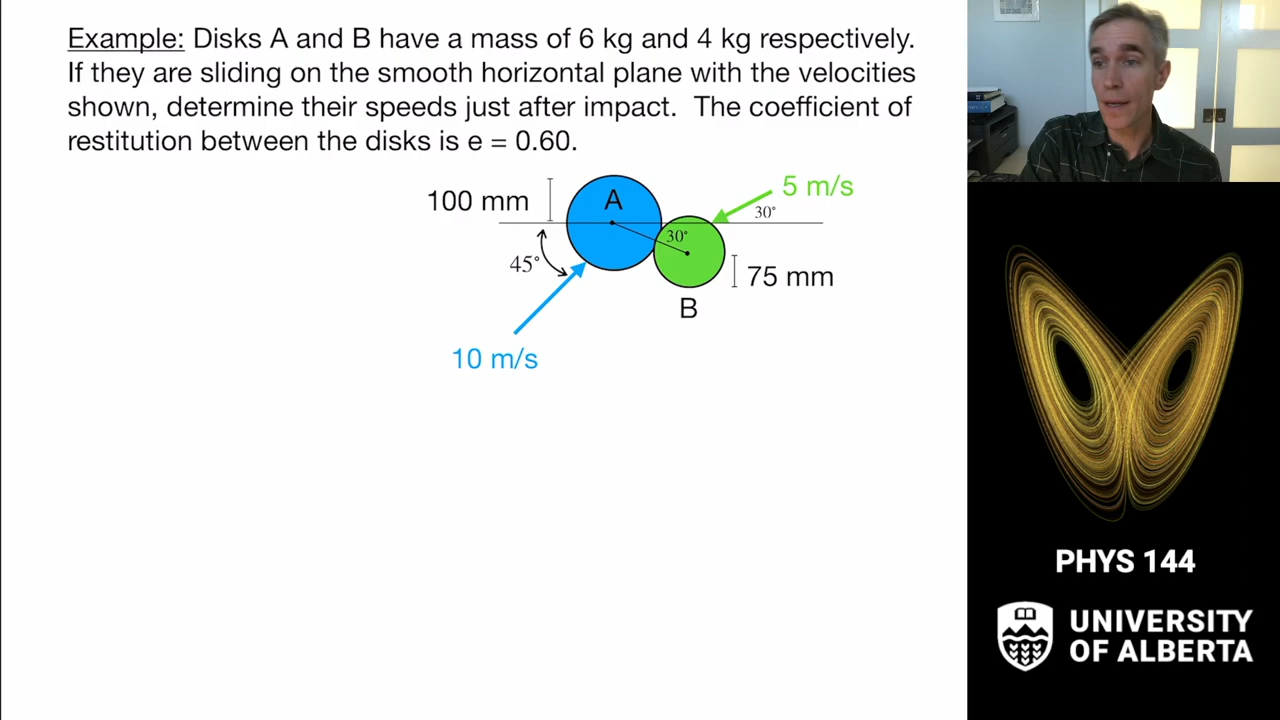 Example: Disks A and B have a mass of 6 kg and 4 kg respectively.
If they are sliding on the smooth horizontal plane with the velocities
shown, determine their speeds just after impact.  The coefficient of
restitution between the disks is e = 0.60.
5 m/s
100 mm
A
30°
30°
45°
75 mm
B
10 m/s
PHYS 144
UNIVERSITY
OF ALBERTA